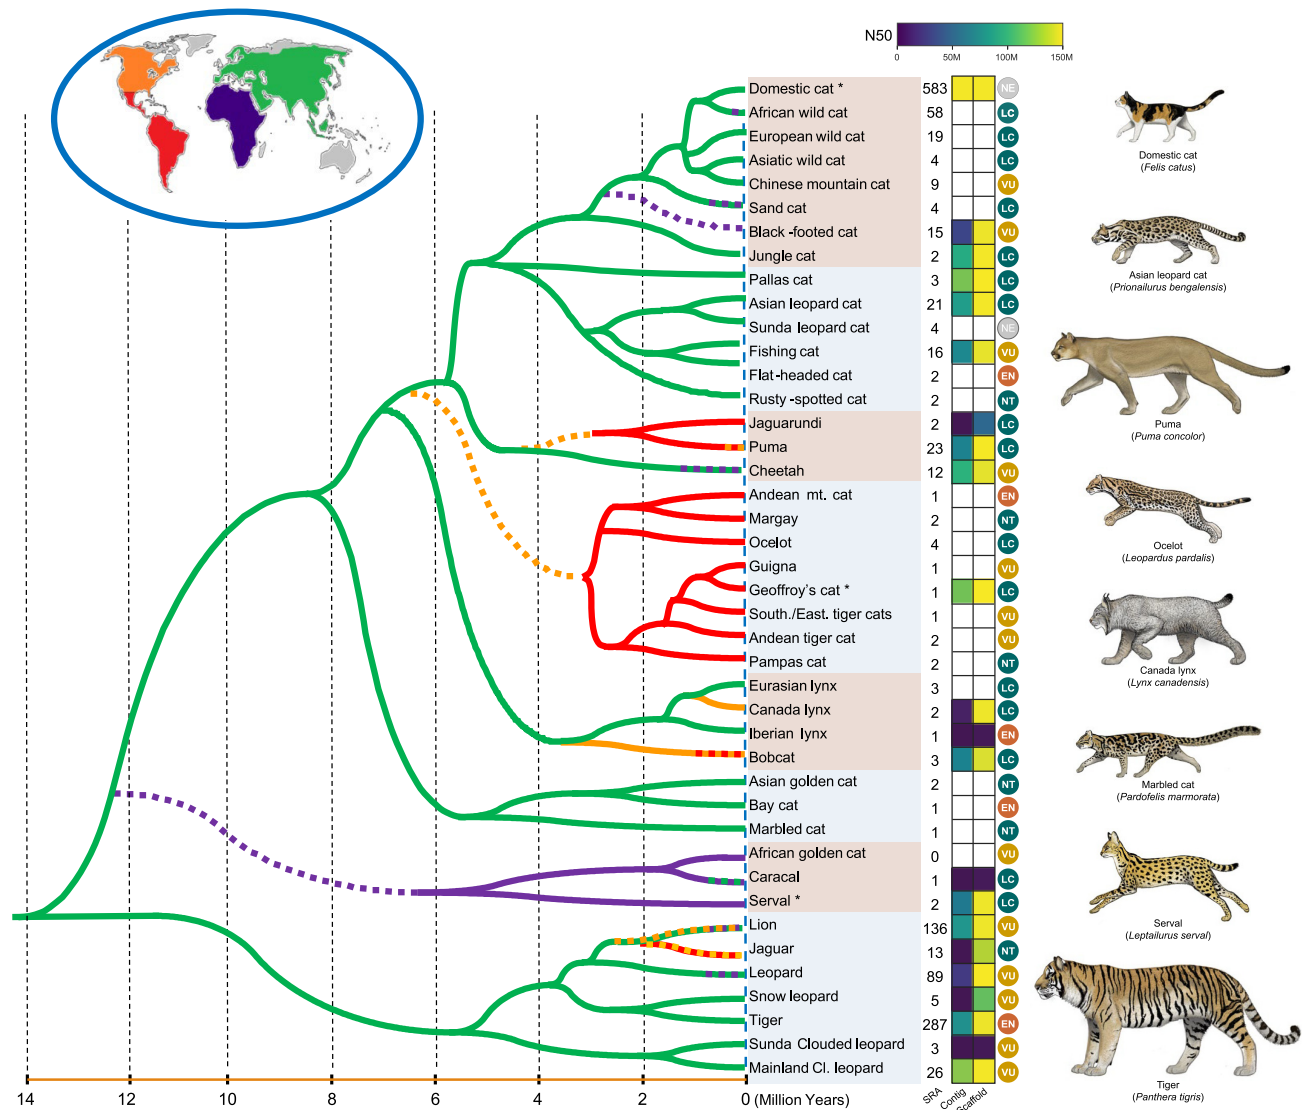 N50
0 50M 100M 150M
Domestic cat * 583 NE
African wild cat 58 LC
European wild cat 19 LC
Asiatic wild cat 4 LC
Chinese mountain cat 9 VU
Sand cat 4 LC
Black-footed cat 15 VU
Jungle cat 2 LC
Pallas cat 3 LC
Asian leopard cat 21 LC
Sunda leopard cat 4 NE
Fishing cat 16 VU
Flat-headed cat 2 EN
Rusty-spotted cat 2 NT
Jaguarundi 2 LC
Puma 23 LC
Cheetah 12 VU
Andean mt. cat 1 EN
Margay 2 NT
Ocelot 4 LC
Guigna 1 VU
Geoffroy's cat * 1 LC
South./East. tiger cats 1 VU
Andean tiger cat 2 VU
Pampas cat 2 NT
Eurasian lynx 3 LC
Canada lynx 2 LC
Iberian lynx 1 EN
Bobcat 3 LC
Asian golden cat 2 NT
Bay cat 1 EN
Marbled cat 1 NT
African golden cat 0 VU
Caracal 1 LC
Serval * 2 LC
Lion 136 VU
Jaguar 13 NT
Leopard 89 VU
Snow leopard 5 VU
Tiger 287 EN
Sunda Clouded leopard 3 VU
Mainland Cl. leopard 26 VU
14 12 10 8 6 4 2 0 (Million Years)
SRA Contig Scaffold
Domestic cat
(Felis catus)
Asian leopard cat
(Prionailurus bengalensis)
Puma
(Puma concolor)
Ocelot
(Leopardus pardalis)
Canada lynx
(Lynx canadensis)
Marbled cat
(Pardofelis marmorata)
Serval
(Leptailurus serval)
Tiger
(Panthera tigris)